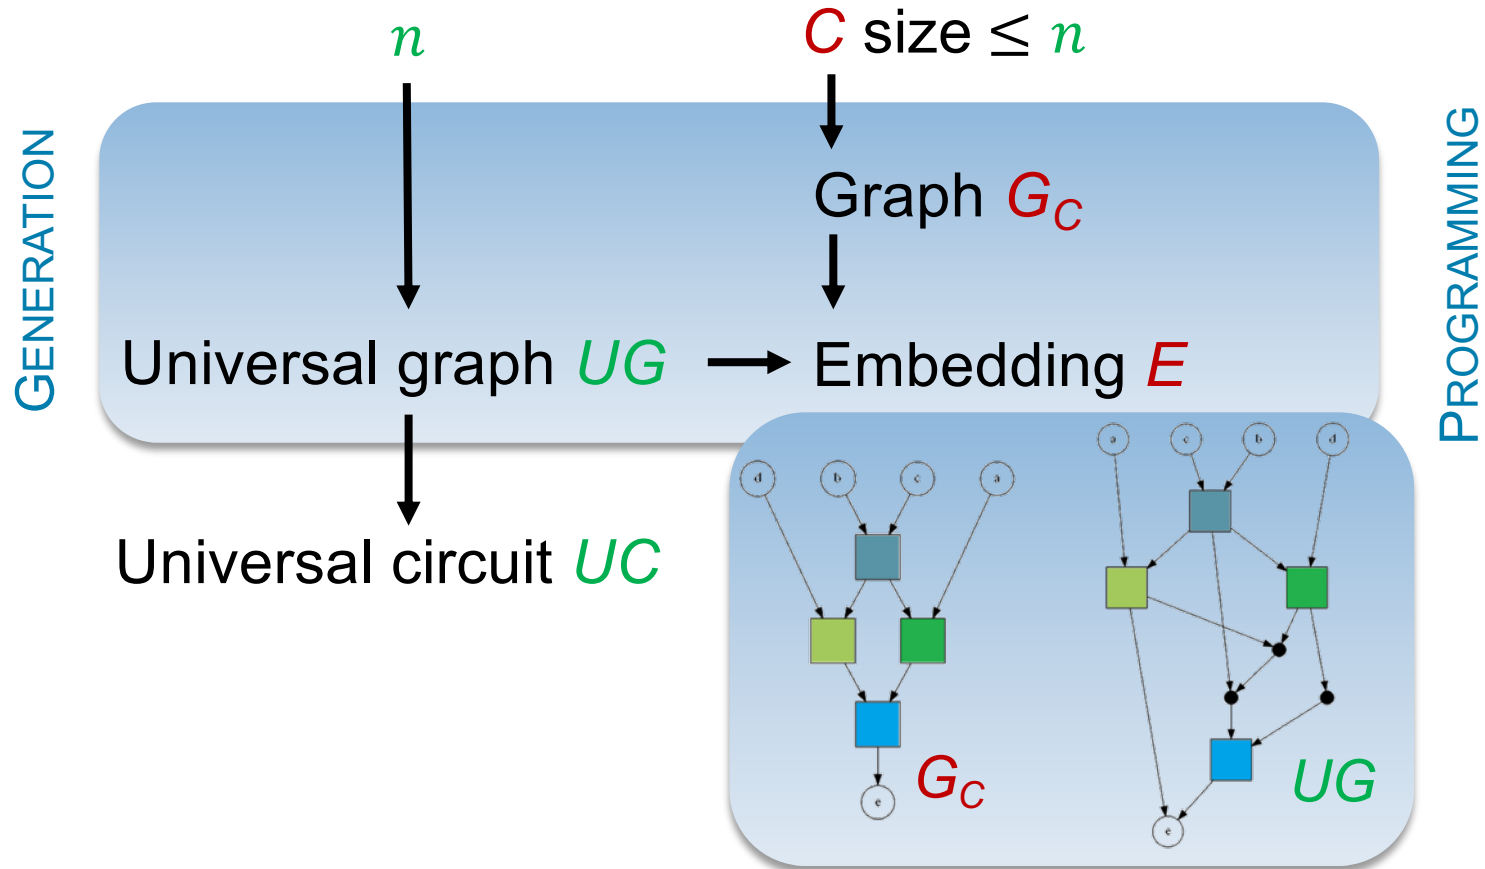 n
C size ≤ n
GENERATION
PROGRAMMING
Graph G_C
Universal graph UG
Embedding E
Universal circuit UC
d b c a
e
G_C
a c b d
e
UG